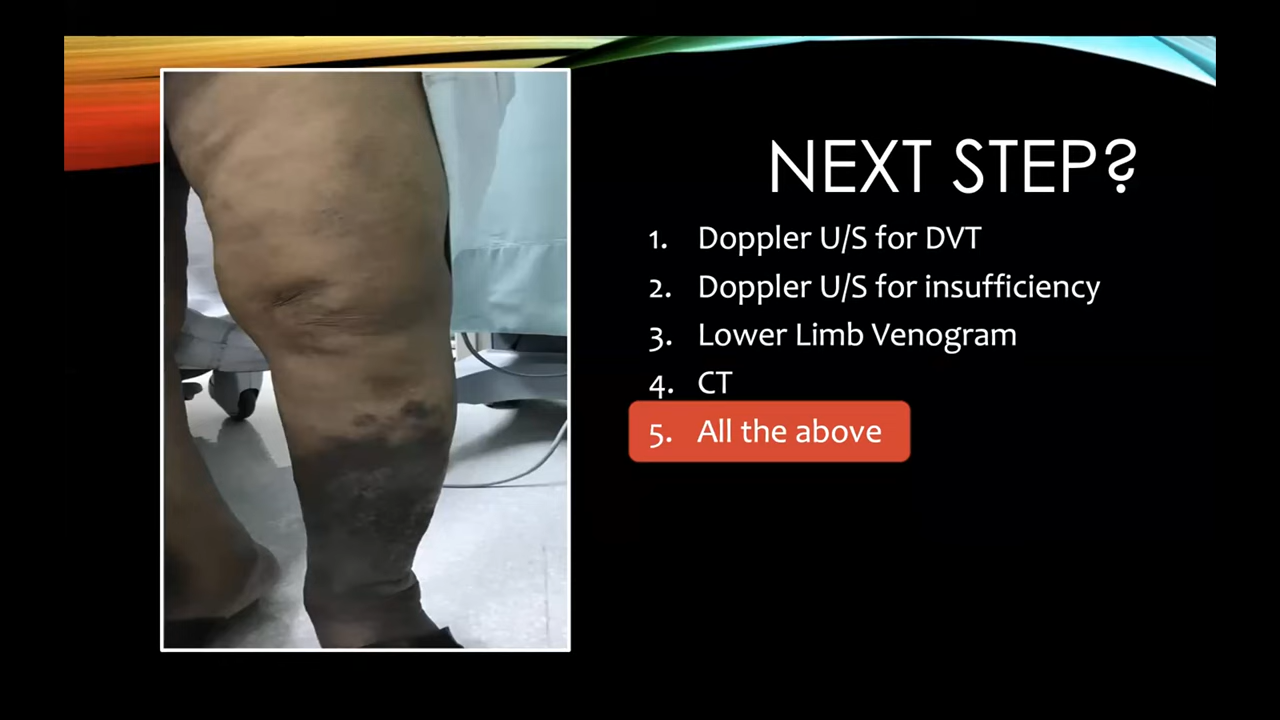 NEXT STEP?
1. Doppler U/S for DVT
2. Doppler U/S for insufficiency
3. Lower Limb Venogram
4. CT
5. All the above